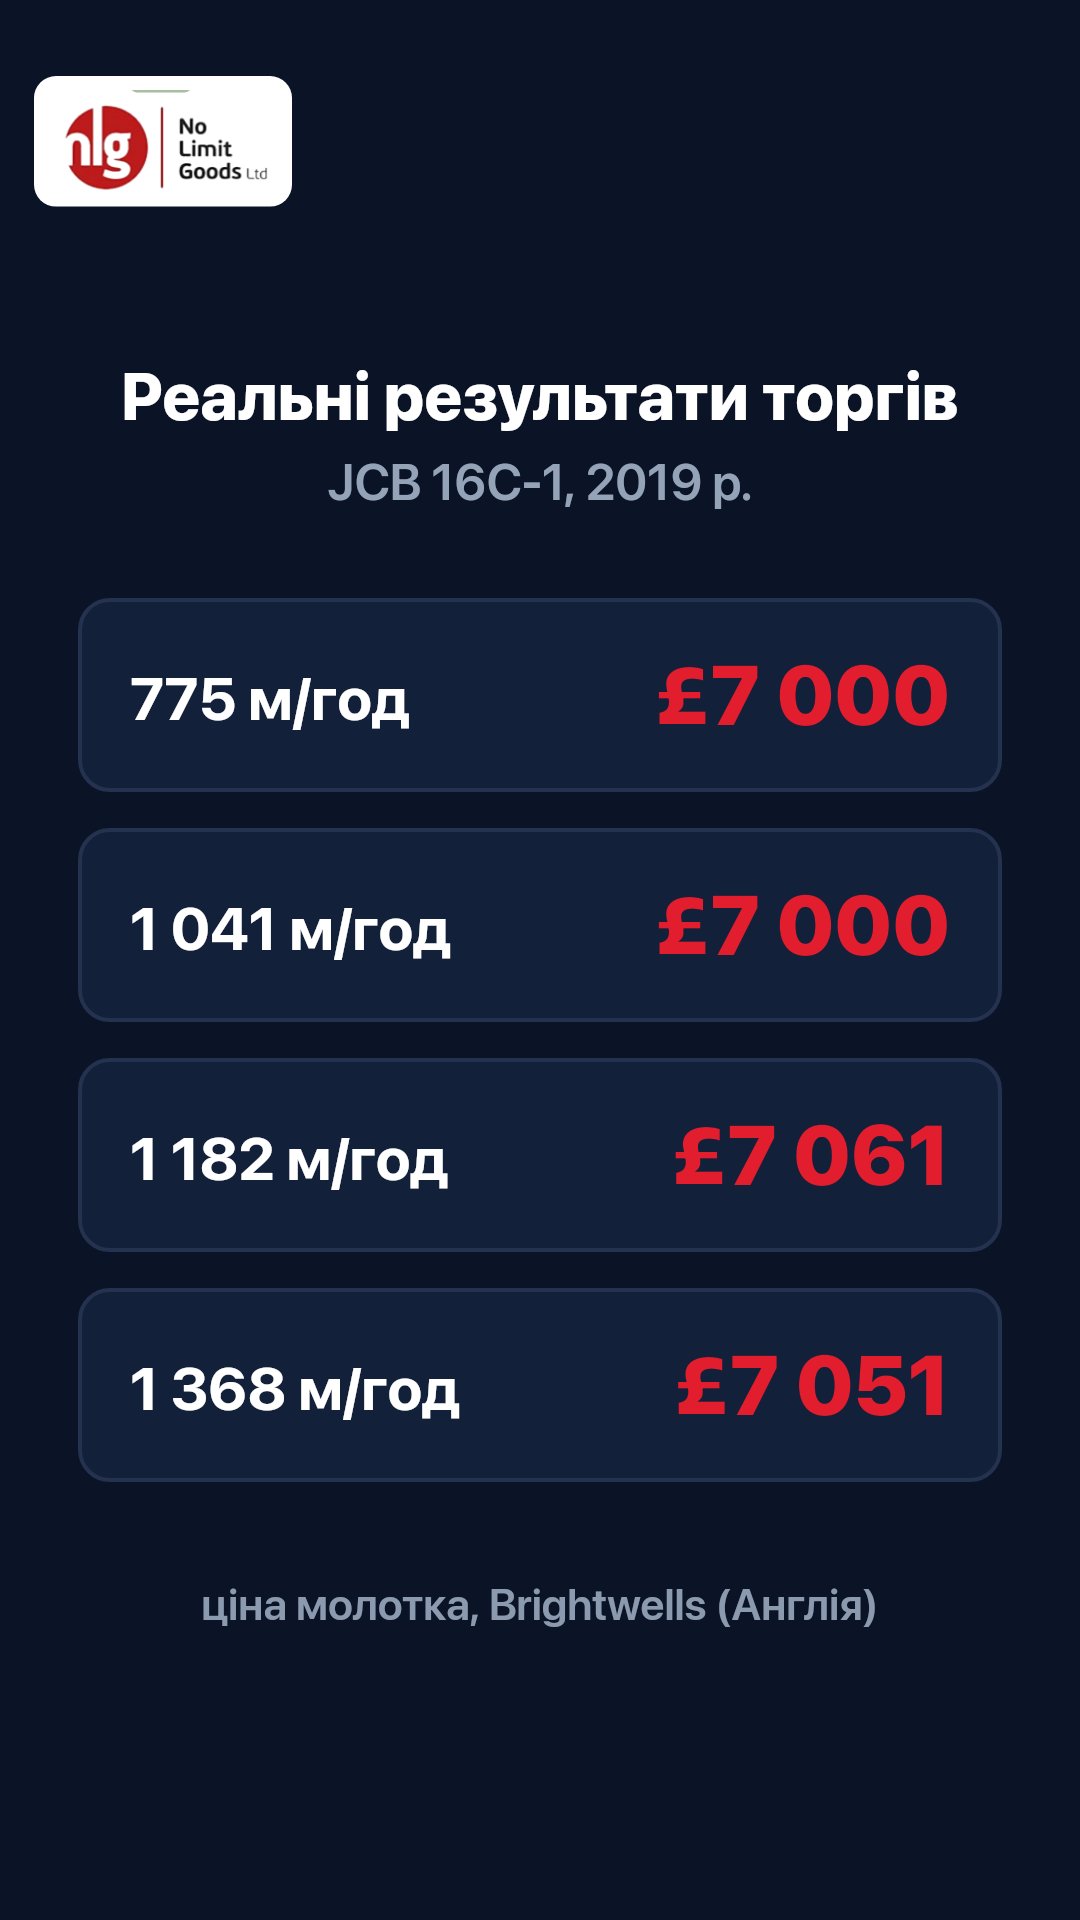 nlg
No
Limit
Goods Ltd
Реальні результати торгів
JCB 16C-1, 2019 р.
775 м/год
£7 000
1 041 м/год
£7 000
1 182 м/год
£7 061
1 368 м/год
£7 051
ціна молотка, Brightwells (Англія)